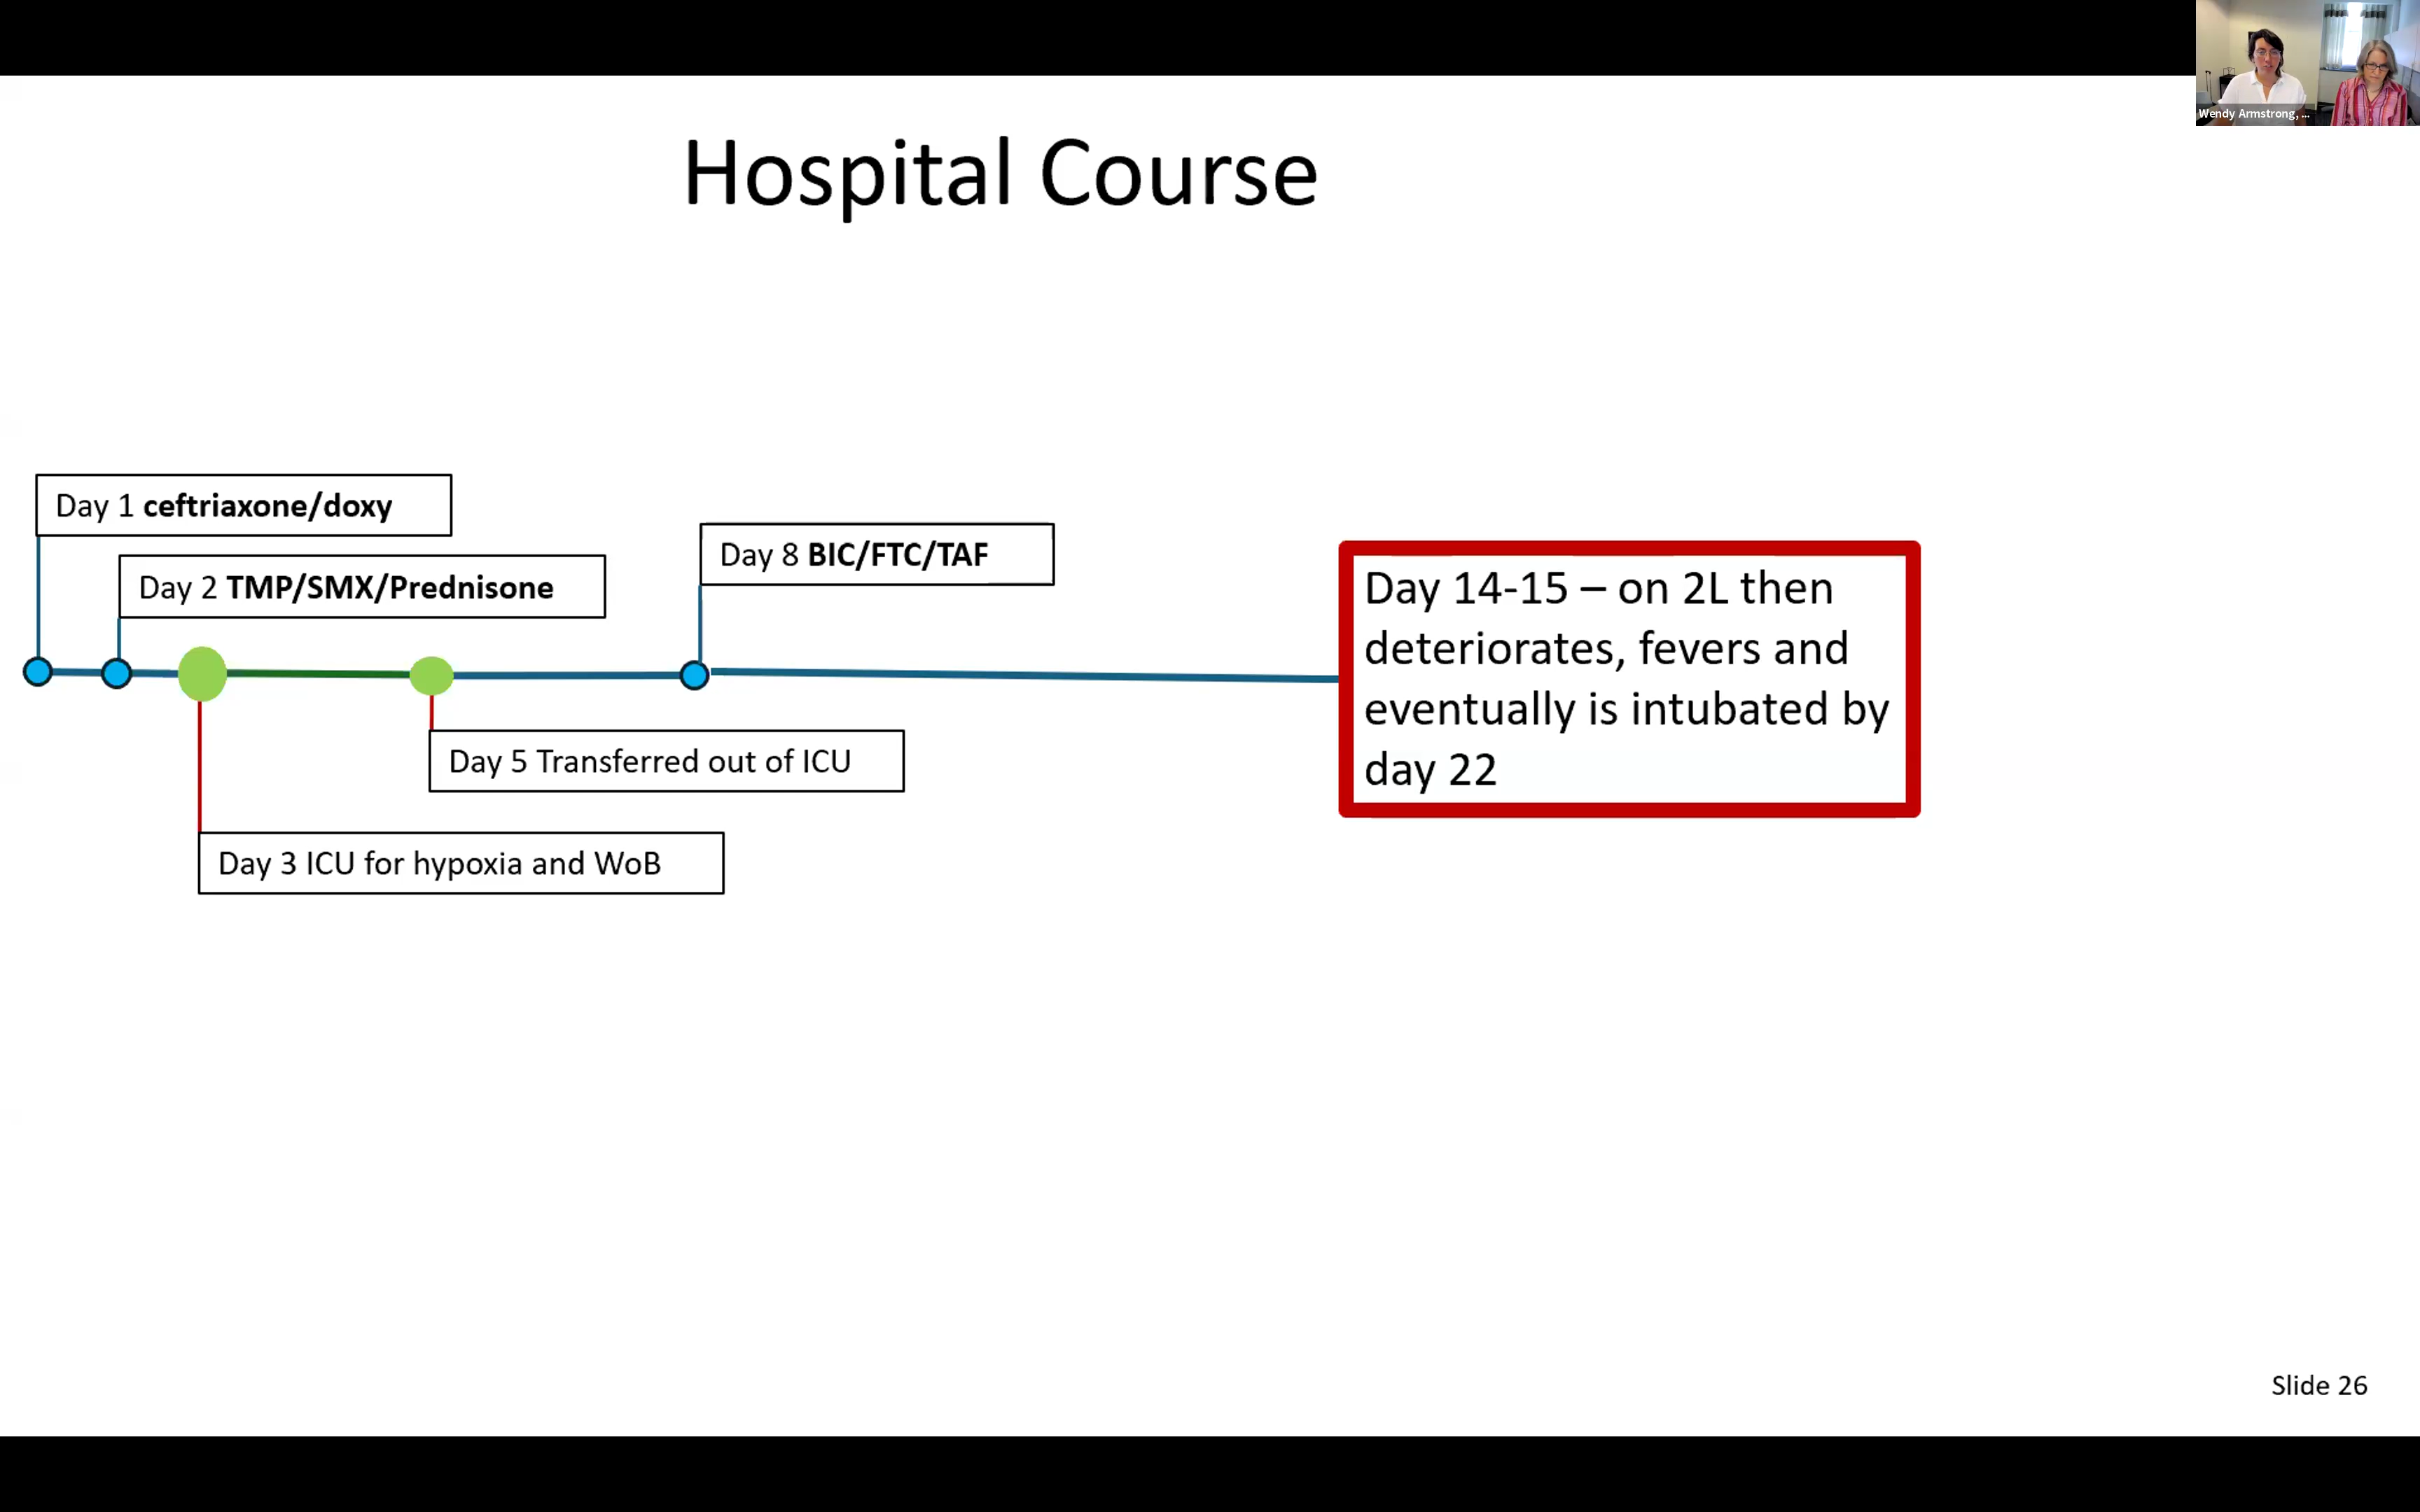 Wendy Armstrong, ...
Hospital Course
Day 1 ceftriaxone/doxy
Day 2 TMP/SMX/Prednisone
Day 8 BIC/FTC/TAF
Day 14-15 – on 2L then
deteriorates, fevers and
eventually is intubated by
day 22
Day 5 Transferred out of ICU
Day 3 ICU for hypoxia and WoB
Slide 26